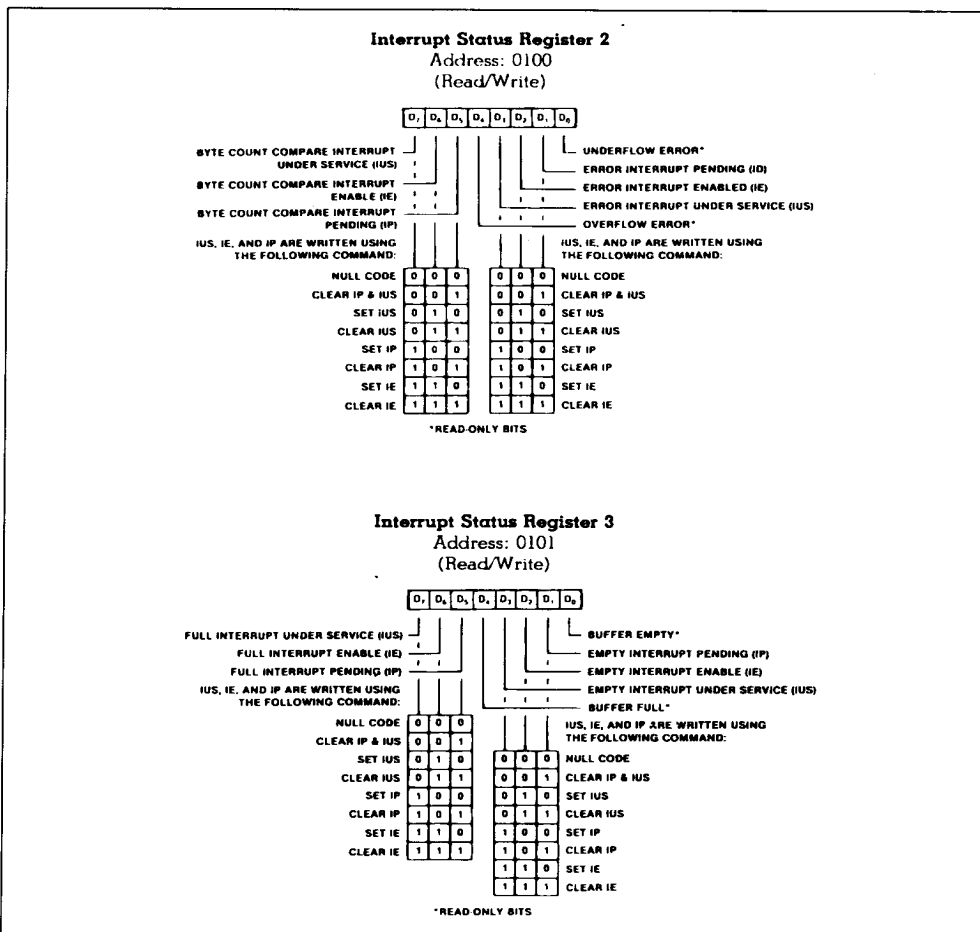 Interrupt Status Register 2
Address: 0100
(Read/Write)
D7 D6 D5 D4 D3 D2 D1 D0
BYTE COUNT COMPARE INTERRUPT
UNDER SERVICE (IUS)
BYTE COUNT COMPARE INTERRUPT
ENABLE (IE)
BYTE COUNT COMPARE INTERRUPT
PENDING (IP)
IUS, IE, AND IP ARE WRITTEN USING
THE FOLLOWING COMMAND:
UNDERFLOW ERROR*
ERROR INTERRUPT PENDING (ID)
ERROR INTERRUPT ENABLED (IE)
ERROR INTERRUPT UNDER SERVICE (IUS)
OVERFLOW ERROR*
IUS, IE, AND IP ARE WRITTEN USING
THE FOLLOWING COMMAND:
NULL CODE 0 0 0 0 0 0 NULL CODE
CLEAR IP & IUS 0 0 1 0 0 1 CLEAR IP & IUS
SET IUS 0 1 0 0 1 0 SET IUS
CLEAR IUS 0 1 1 0 1 1 CLEAR IUS
SET IP 1 0 0 1 0 0 SET IP
CLEAR IP 1 0 1 1 0 1 CLEAR IP
SET IE 1 1 0 1 1 0 SET IE
CLEAR IE 1 1 1 1 1 1 CLEAR IE
*READ-ONLY BITS
Interrupt Status Register 3
Address: 0101
(Read/Write)
D7 D6 D5 D4 D3 D2 D1 D0
FULL INTERRUPT UNDER SERVICE (IUS)
FULL INTERRUPT ENABLE (IE)
FULL INTERRUPT PENDING (IP)
IUS, IE, AND IP ARE WRITTEN USING
THE FOLLOWING COMMAND:
NULL CODE 0 0 0
CLEAR IP & IUS 0 0 1
SET IUS 0 1 0
CLEAR IUS 0 1 1
SET IP 1 0 0
CLEAR IP 1 0 1
SET IE 1 1 0
CLEAR IE 1 1 1
BUFFER EMPTY*
EMPTY INTERRUPT PENDING (IP)
EMPTY INTERRUPT ENABLE (IE)
EMPTY INTERRUPT UNDER SERVICE (IUS)
BUFFER FULL*
IUS, IE, AND IP ARE WRITTEN USING
THE FOLLOWING COMMAND:
0 0 0 NULL CODE
0 0 1 CLEAR IP & IUS
0 1 0 SET IUS
0 1 1 CLEAR IUS
1 0 0 SET IP
1 0 1 CLEAR IP
1 1 0 SET IE
1 1 1 CLEAR IE
*READ-ONLY BITS